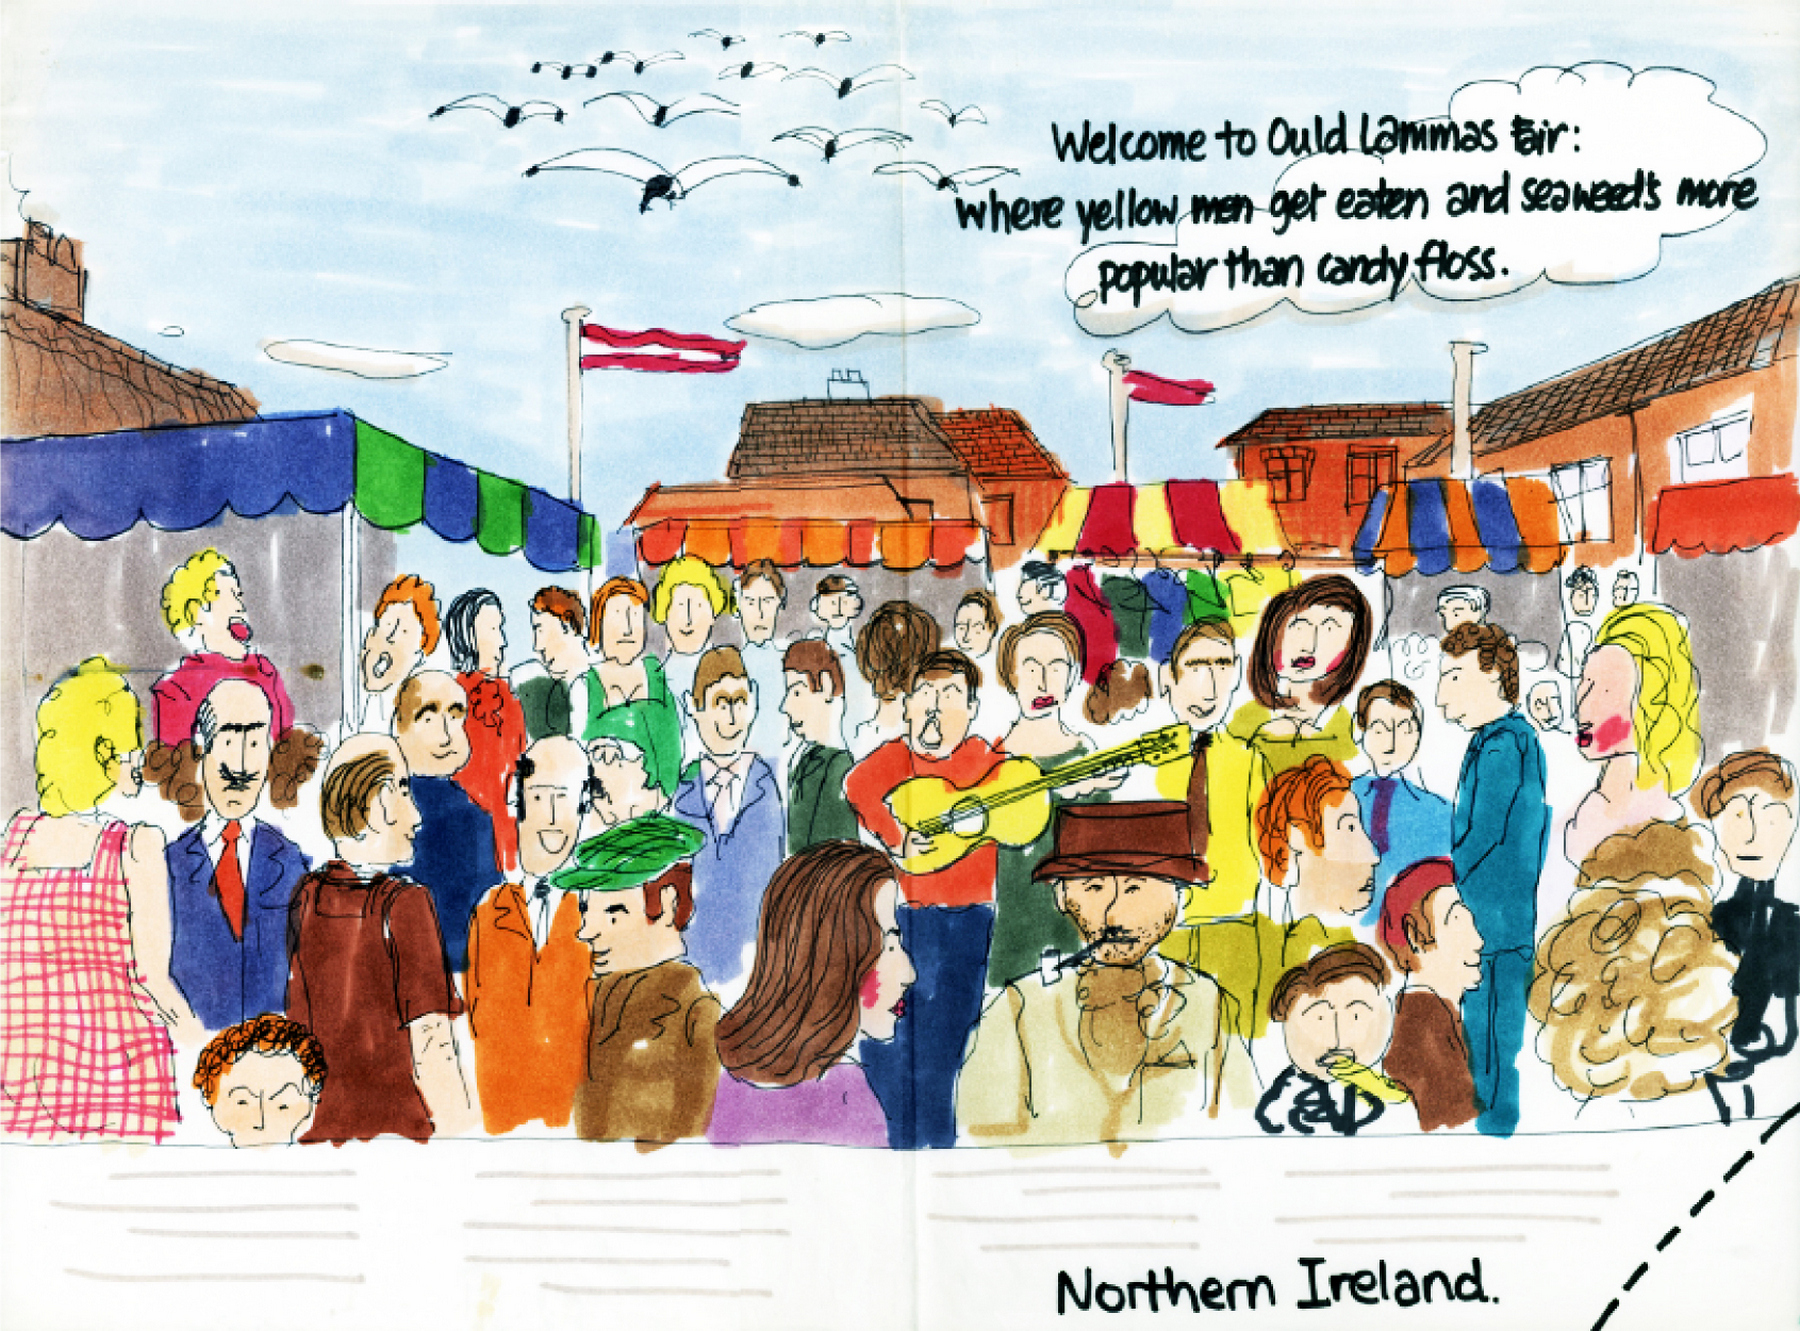 Welcome to Ould Lammas Fair:
where yellow men get eaten and seaweed's more
popular than candy floss.
Northern Ireland.